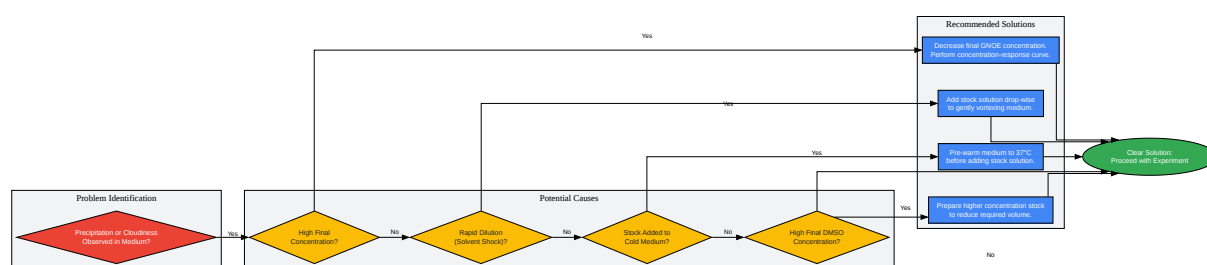 Recommended Solutions
Yes
Decrease final GNOE concentration.
Perform concentration-response curve.
Yes
Add stock solution drop-wise
to gently vortexing medium.
Yes
Pre-warm medium to 37°C
before adding stock solution.
Clear Solution:
Proceed with Experiment
Problem Identification
Potential Causes
Yes
Prepare higher concentration stock
to reduce required volume.
Precipitation or Cloudiness
Observed in Medium?
Yes
High Final
Concentration?
No
Rapid Dilution
(Solvent Shock)?
No
Stock Added to
Cold Medium?
No
High Final DMSO
Concentration?
No